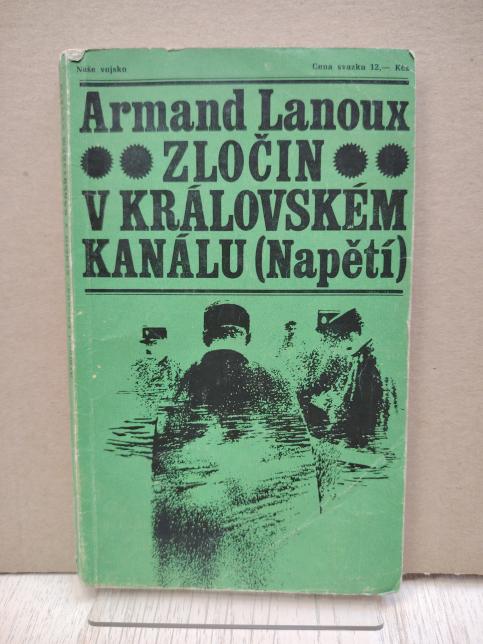 Naše vojsko Cena svazku 12,— Kčs
Armand Lanoux
ZLOČIN
V KRÁLOVSKÉM
KANÁLU (Napětí)